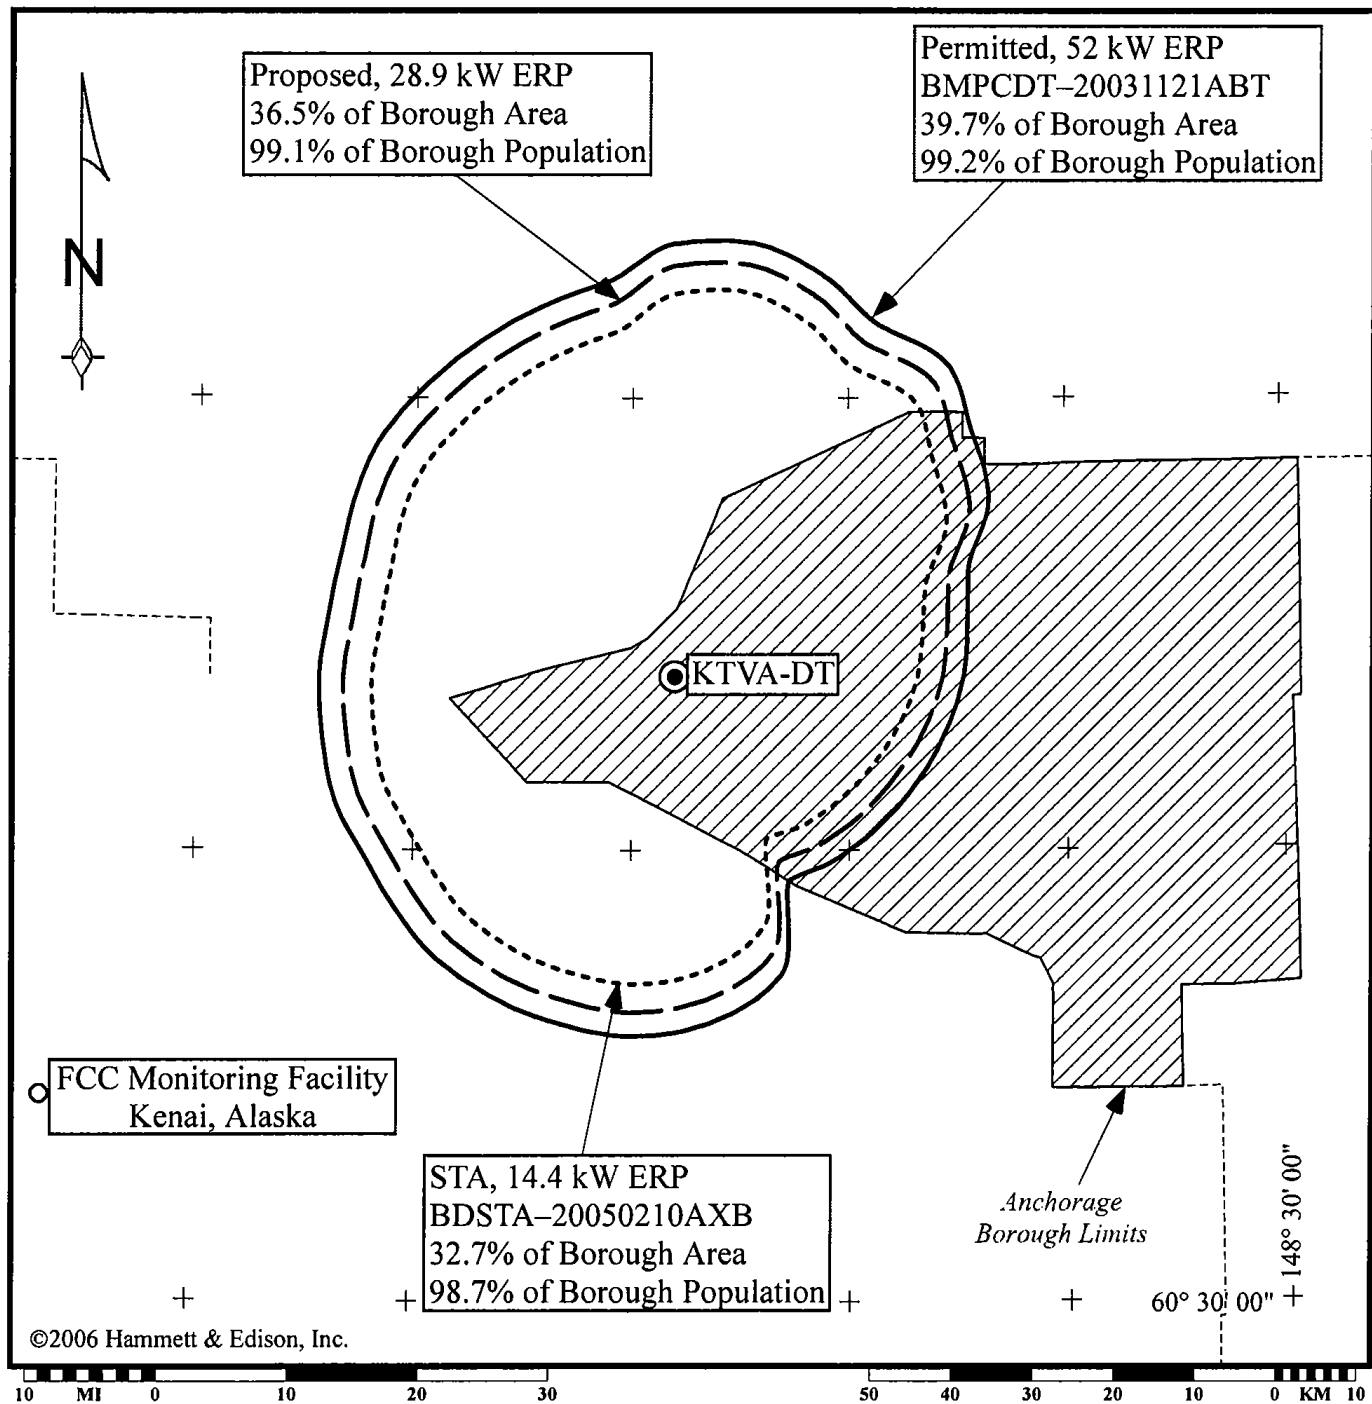 Proposed, 28.9 kW ERP
36.5% of Borough Area
99.1% of Borough Population
Permitted, 52 kW ERP
BMPCDT–20031121ABT
39.7% of Borough Area
99.2% of Borough Population
N
KTVA-DT
FCC Monitoring Facility
Kenai, Alaska
STA, 14.4 kW ERP
BDSTA–20050210AXB
32.7% of Borough Area
98.7% of Borough Population
Anchorage
Borough Limits
148° 30' 00"
60° 30' 00"
©2006 Hammett & Edison, Inc.
10 MI 0 10 20 30 50 40 30 20 10 0 KM 10